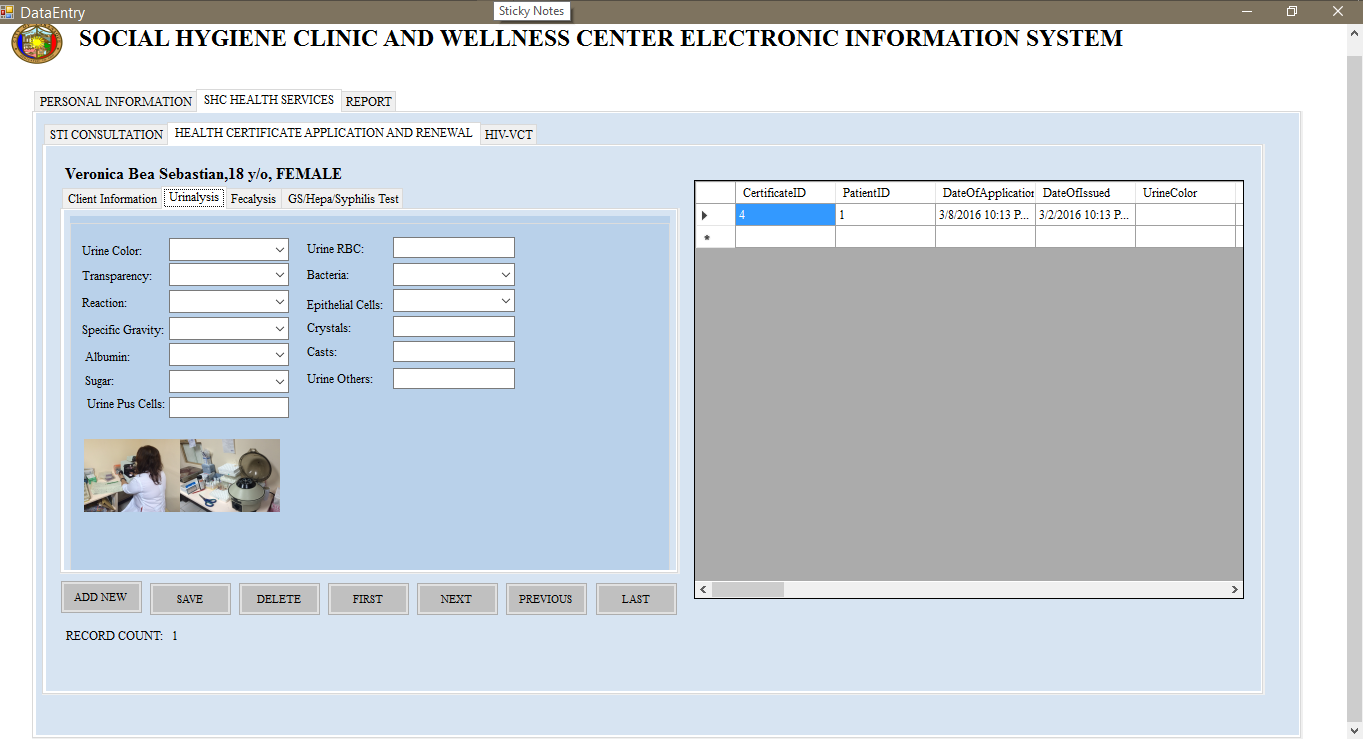 DataEntry
Sticky Notes
SOCIAL HYGIENE CLINIC AND WELLNESS CENTER ELECTRONIC INFORMATION SYSTEM
PERSONAL INFORMATION SHC HEALTH SERVICES REPORT
STI CONSULTATION HEALTH CERTIFICATE APPLICATION AND RENEWAL HIV-VCT
Veronica Bea Sebastian,18 y/o, FEMALE
Client Information Urinalysis Fecalysis GS/Hepa/Syphilis Test
Urine Color: Urine RBC:
Transparency: Bacteria:
Reaction: Epithelial Cells:
Specific Gravity: Crystals:
Albumin: Casts:
Sugar: Urine Others:
Urine Pus Cells:
ADD NEW SAVE DELETE FIRST NEXT PREVIOUS LAST
RECORD COUNT: 1
CertificateID PatientID DateOfApplication DateOfIssued UrineColor
4 1 3/8/2016 10:13 P... 3/2/2016 10:13 P...